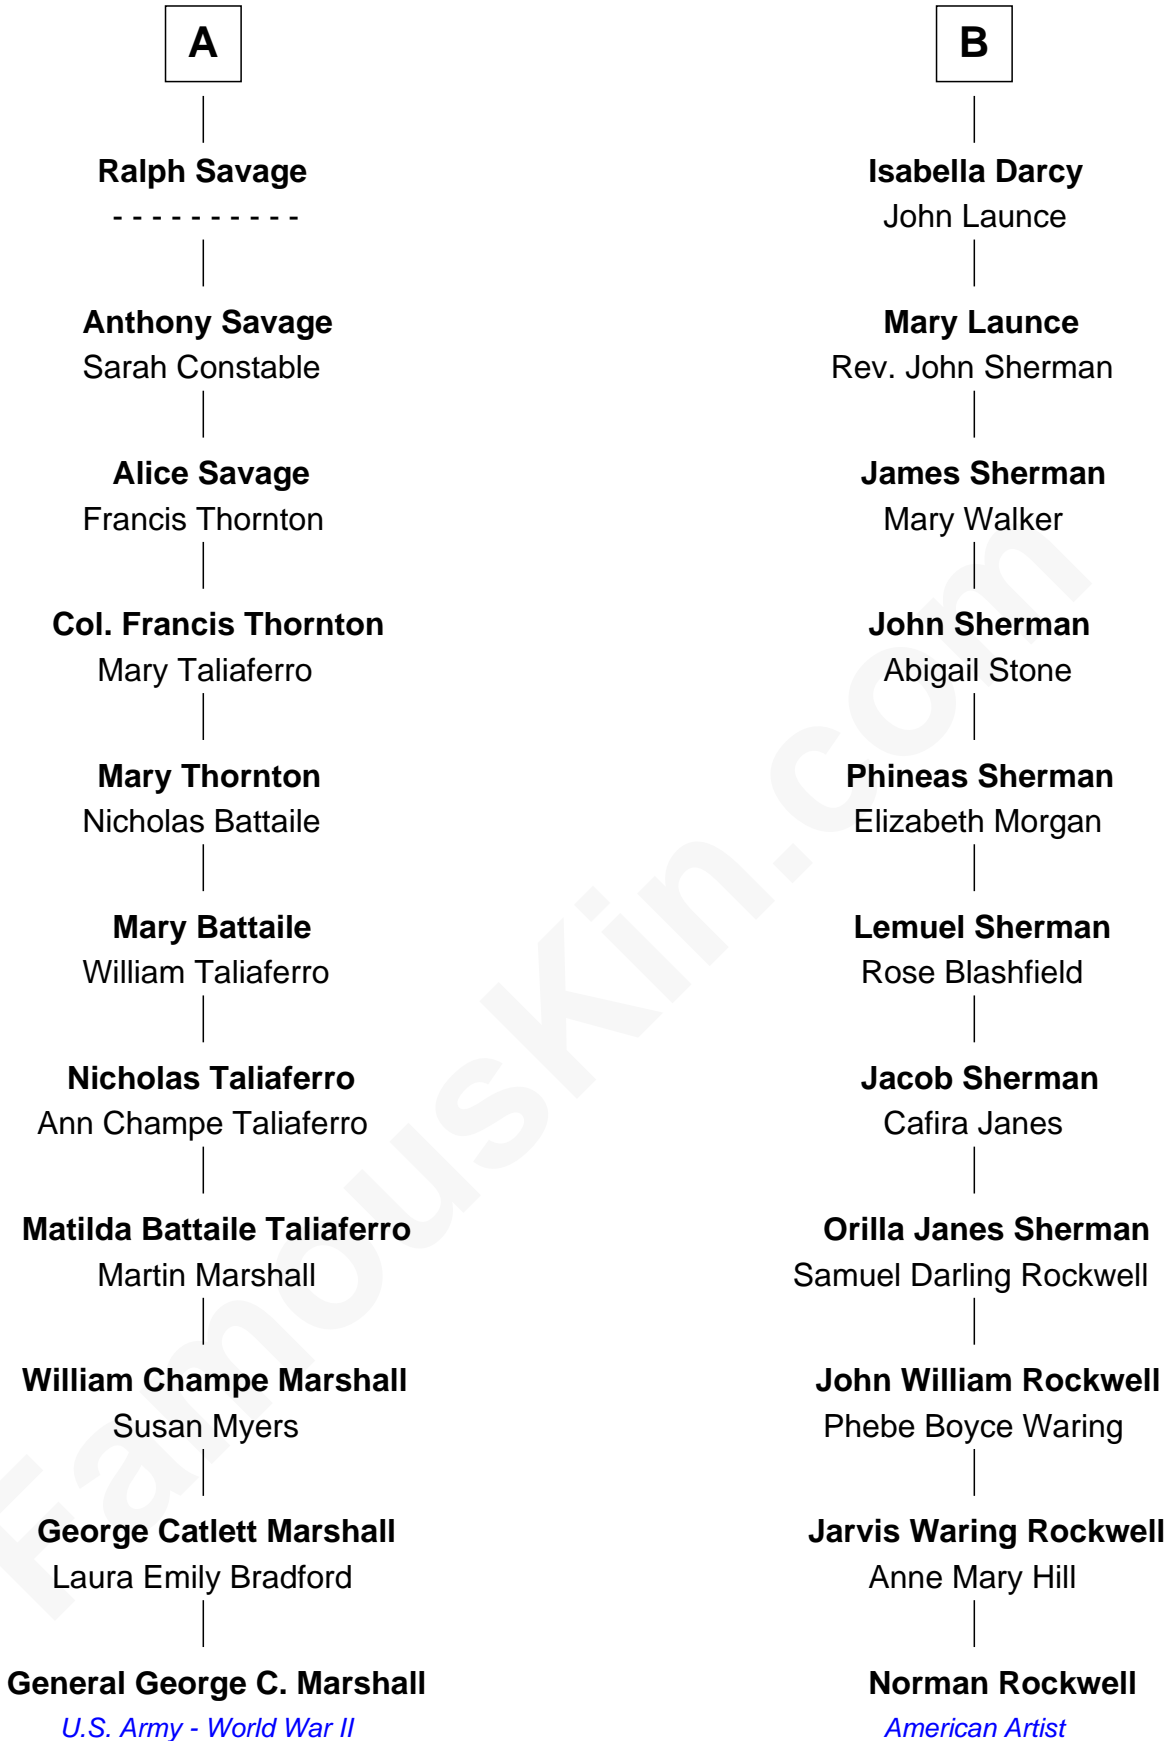 A
Ralph Savage
- - - - - - - - - -
Anthony Savage
Sarah Constable
Alice Savage
Francis Thornton
Col. Francis Thornton
Mary Taliaferro
Mary Thornton
Nicholas Battaile
Mary Battaile
William Taliaferro
Nicholas Taliaferro
Ann Champe Taliaferro
Matilda Battaile Taliaferro
Martin Marshall
William Champe Marshall
Susan Myers
George Catlett Marshall
Laura Emily Bradford
General George C. Marshall
U.S. Army - World War II
B
Isabella Darcy
John Launce
Mary Launce
Rev. John Sherman
James Sherman
Mary Walker
John Sherman
Abigail Stone
Phineas Sherman
Elizabeth Morgan
Lemuel Sherman
Rose Blashfield
Jacob Sherman
Cafira Janes
Orilla Janes Sherman
Samuel Darling Rockwell
John William Rockwell
Phebe Boyce Waring
Jarvis Waring Rockwell
Anne Mary Hill
Norman Rockwell
American Artist
FamousKin.com